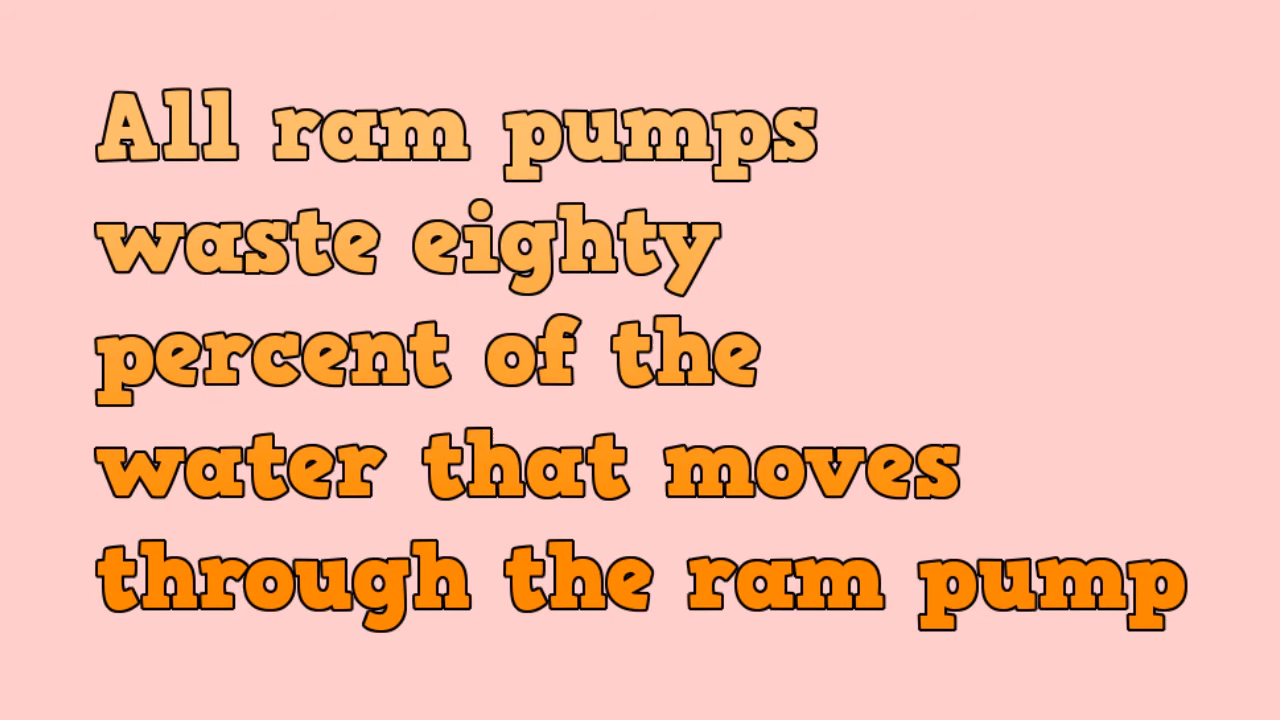 All ram pumps
waste eighty
percent of the
water that moves
through the ram pump